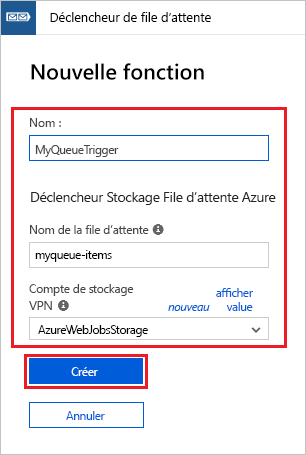 Déclencheur de file d'attente
Nouvelle fonction
Nom :
MyQueueTrigger
Déclencheur Stockage File d'attente Azure
Nom de la file d'attente
myqueue-items
Compte de stockage afficher
VPN nouveau value
AzureWebJobsStorage
Créer
Annuler